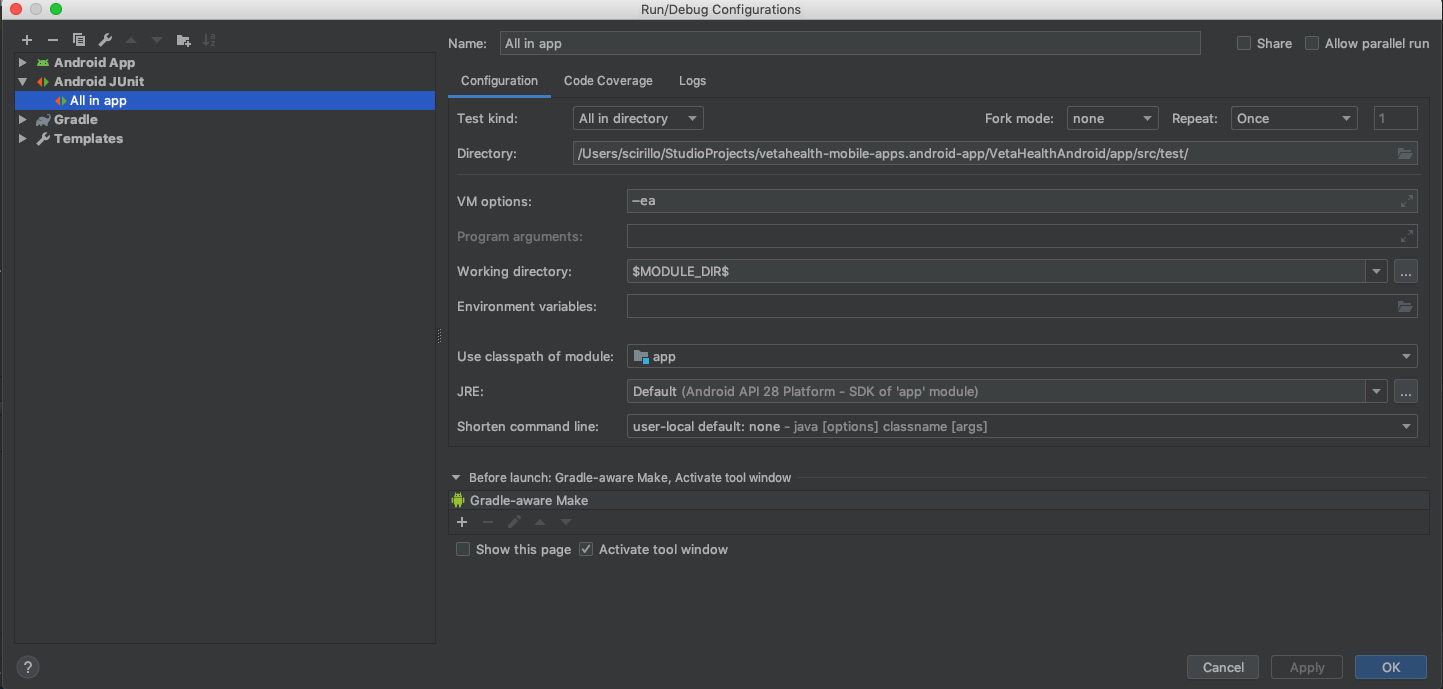 Run/Debug Configurations
Name: All in app Share Allow parallel run
Android App
Android JUnit
All in app
Gradle
Templates
Configuration Code Coverage Logs
Test kind: All in directory Fork mode: none Repeat: Once 1
Directory: /Users/scirillo/StudioProjects/vetahealth-mobile-apps.android-app/VetaHealthAndroid/app/src/test/
VM options: –ea
Program arguments:
Working directory: $MODULE_DIR$ ...
Environment variables:
Use classpath of module: app
JRE: Default (Android API 28 Platform - SDK of 'app' module) ...
Shorten command line: user-local default: none - java [options] classname [args]
Before launch: Gradle-aware Make, Activate tool window
Gradle-aware Make
Show this page Activate tool window
? Cancel Apply OK